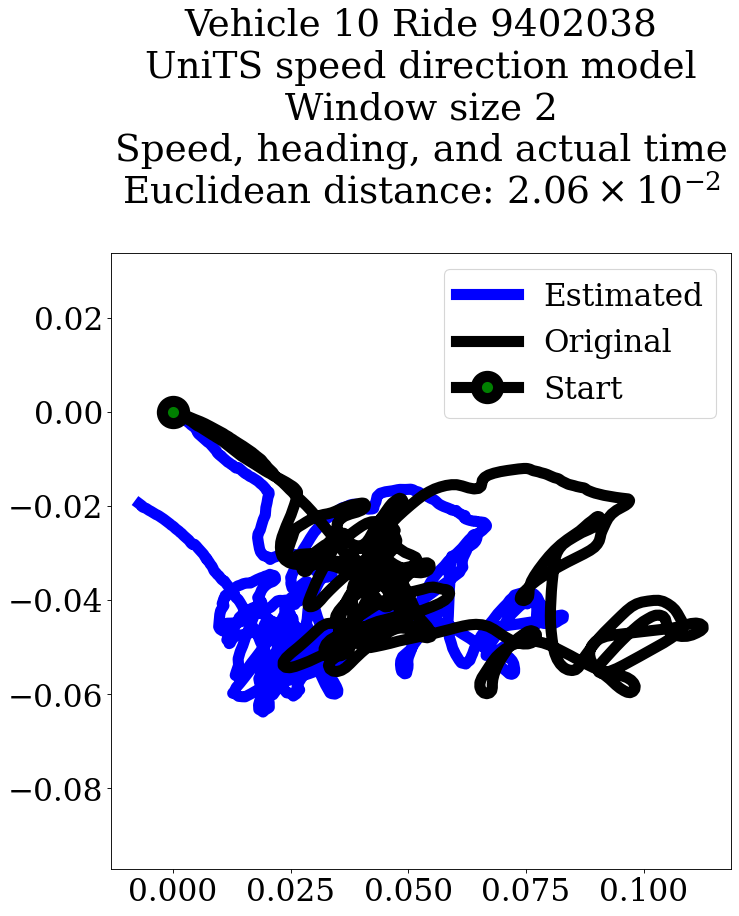 Vehicle 10 Ride 9402038
UniTS speed direction model
Window size 2
Speed, heading, and actual time
Euclidean distance: 2.06 × 10⁻²
Estimated
Original
Start
0.02
0.00
−0.02
−0.04
−0.06
−0.08
0.000 0.025 0.050 0.075 0.100